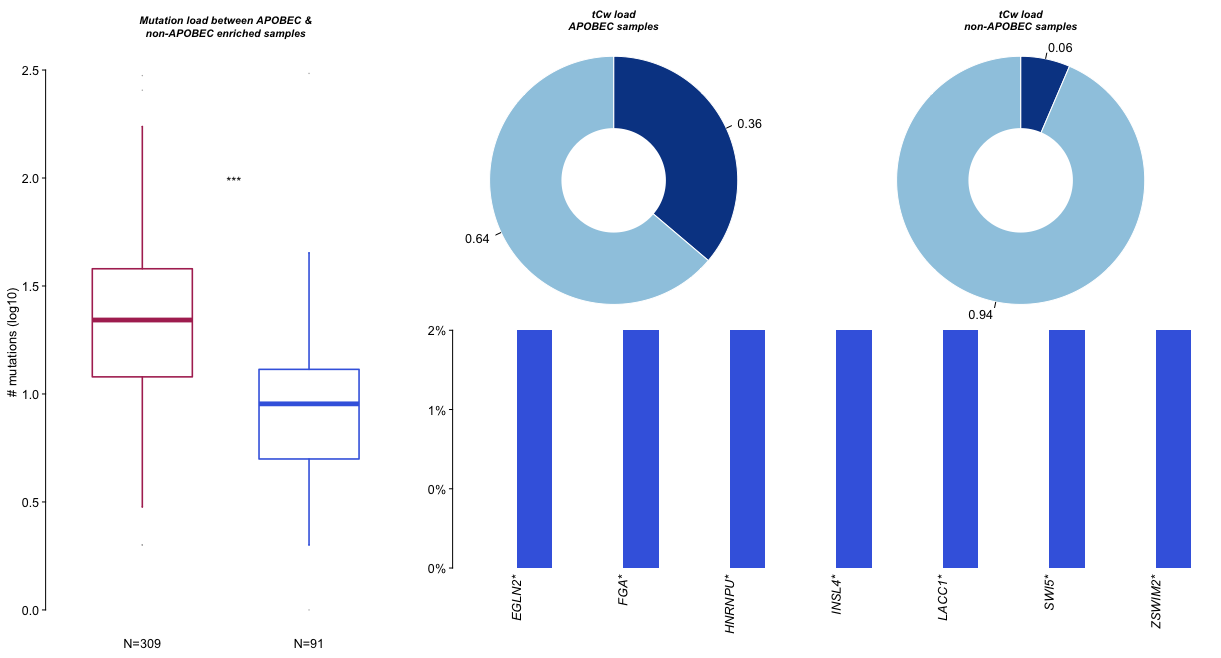 Mutation load between APOBEC &
non-APOBEC enriched samples
# mutations (log10)
2.5
2.0
1.5
1.0
0.5
0.0
***
N=309
N=91
tCw load
APOBEC samples
0.36
0.64
tCw load
non-APOBEC samples
0.06
0.94
2%
1%
0%
0%
EGLN2*
FGA*
HNRNPU*
INSL4*
LACC1*
SWI5*
ZSWIM2*